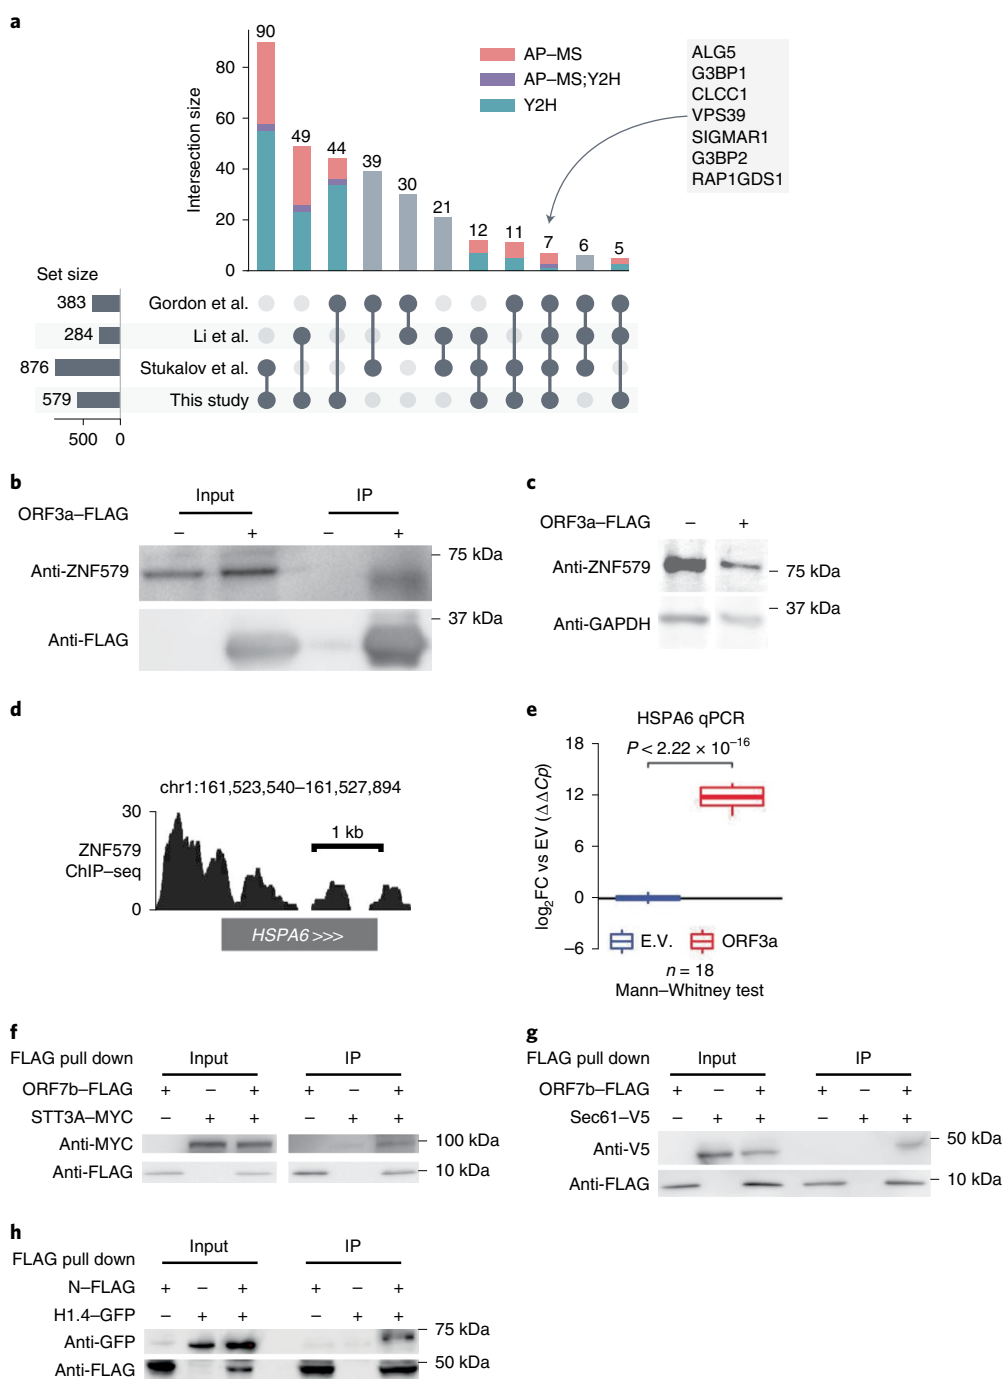 a
90
49
44
39
30
21
12
11
7
6
5
Intersection size
80
60
40
20
0
AP–MS
AP–MS;Y2H
Y2H
ALG5
G3BP1
CLCC1
VPS39
SIGMAR1
G3BP2
RAP1GDS1
Set size
383 Gordon et al.
284 Li et al.
876 Stukalov et al.
579 This study
500 0
b
Input IP
ORF3a–FLAG
– + – +
Anti-ZNF579 75 kDa
Anti-FLAG 37 kDa
c
ORF3a–FLAG – +
Anti-ZNF579 75 kDa
Anti-GAPDH 37 kDa
d
chr1:161,523,540–161,527,894
30
ZNF579
ChIP–seq
0
1 kb
HSPA6 >>>
e
HSPA6 qPCR
P < 2.22 × 10⁻¹⁶
log₂FC vs EV (ΔΔCp)
18
12
6
0
–6
E.V. ORF3a
n = 18
Mann–Whitney test
f
FLAG pull down Input IP
ORF7b–FLAG + – + + – +
STT3A–MYC – + + – + +
Anti-MYC 100 kDa
Anti-FLAG 10 kDa
g
FLAG pull down Input IP
ORF7b–FLAG + – + + – +
Sec61–V5 – + + – + +
Anti-V5 50 kDa
Anti-FLAG 10 kDa
h
FLAG pull down Input IP
N–FLAG + – + + – +
H1.4–GFP – + + – + +
Anti-GFP 75 kDa
Anti-FLAG 50 kDa